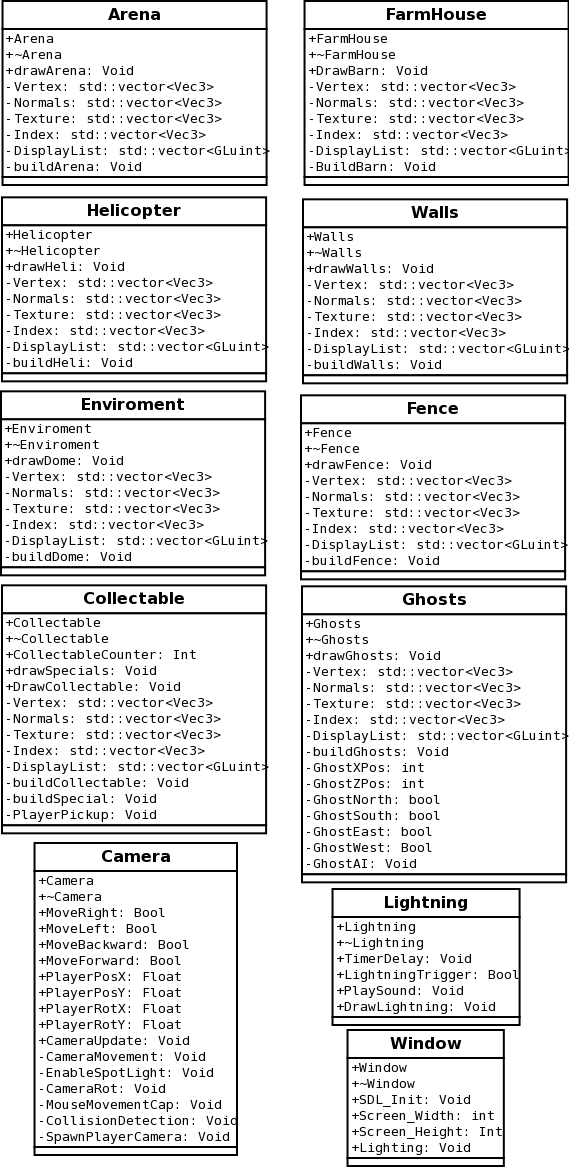 Arena
+Arena
+~Arena
+drawArena: Void
-Vertex: std::vector<Vec3>
-Normals: std::vector<Vec3>
-Texture: std::vector<Vec3>
-Index: std::vector<Vec3>
-DisplayList: std::vector<GLuint>
-buildArena: Void
FarmHouse
+FarmHouse
+~FarmHouse
+DrawBarn: Void
-Vertex: std::vector<Vec3>
-Normals: std::vector<Vec3>
-Texture: std::vector<Vec3>
-Index: std::vector<Vec3>
-DisplayList: std::vector<GLuint>
-BuildBarn: Void
Helicopter
+Helicopter
+~Helicopter
+drawHeli: Void
-Vertex: std::vector<Vec3>
-Normals: std::vector<Vec3>
-Texture: std::vector<Vec3>
-Index: std::vector<Vec3>
-DisplayList: std::vector<GLuint>
-buildHeli: Void
Walls
+Walls
+~Walls
+drawWalls: Void
-Vertex: std::vector<Vec3>
-Normals: std::vector<Vec3>
-Texture: std::vector<Vec3>
-Index: std::vector<Vec3>
-DisplayList: std::vector<GLuint>
-buildWalls: Void
Enviroment
+Enviroment
+~Enviroment
+drawDome: Void
-Vertex: std::vector<Vec3>
-Normals: std::vector<Vec3>
-Texture: std::vector<Vec3>
-Index: std::vector<Vec3>
-DisplayList: std::vector<GLuint>
-buildDome: Void
Fence
+Fence
+~Fence
+drawFence: Void
-Vertex: std::vector<Vec3>
-Normals: std::vector<Vec3>
-Texture: std::vector<Vec3>
-Index: std::vector<Vec3>
-DisplayList: std::vector<GLuint>
-buildFence: Void
Collectable
+Collectable
+~Collectable
+CollectableCounter: Int
+drawSpecials: Void
+DrawCollectable: Void
-Vertex: std::vector<Vec3>
-Normals: std::vector<Vec3>
-Texture: std::vector<Vec3>
-Index: std::vector<Vec3>
-DisplayList: std::vector<GLuint>
-buildCollectable: Void
-buildSpecial: Void
-PlayerPickup: Void
Ghosts
+Ghosts
+~Ghosts
+drawGhosts: Void
-Vertex: std::vector<Vec3>
-Normals: std::vector<Vec3>
-Texture: std::vector<Vec3>
-Index: std::vector<Vec3>
-DisplayList: std::vector<GLuint>
-buildGhosts: Void
-GhostXPos: int
-GhostZPos: int
-GhostNorth: bool
-GhostSouth: bool
-GhostEast: bool
-GhostWest: Bool
-GhostAI: Void
Camera
+Camera
+~Camera
+MoveRight: Bool
+MoveLeft: Bool
+MoveBackward: Bool
+MoveForward: Bool
+PlayerPosX: Float
+PlayerPosY: Float
+PlayerRotX: Float
+PlayerRotY: Float
+CameraUpdate: Void
-CameraMovement: Void
-EnableSpotLight: Void
-CameraRot: Void
-MouseMovementCap: Void
-CollisionDetection: Void
-SpawnPlayerCamera: Void
Lightning
+Lightning
+~Lightning
+TimerDelay: Void
+LightningTrigger: Bool
+PlaySound: Void
+DrawLightning: Void
Window
+Window
+~Window
+SDL_Init: Void
+Screen_Width: int
+Screen_Height: Int
+Lighting: Void